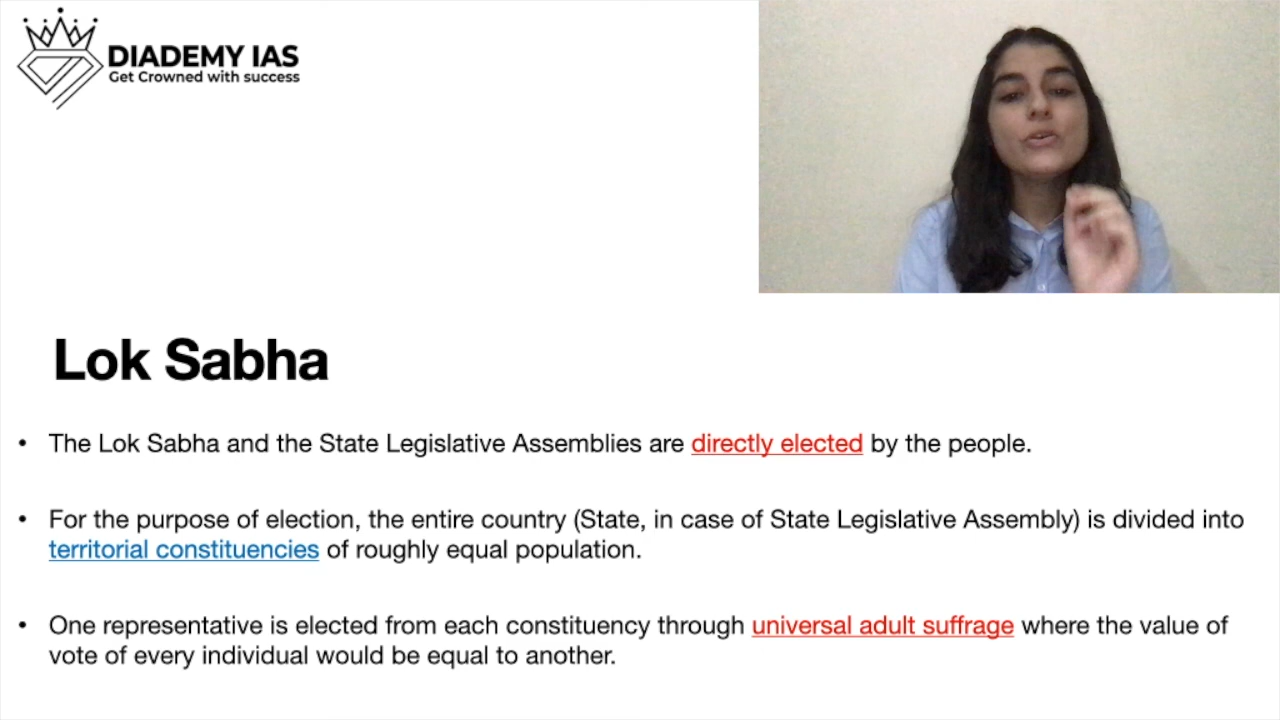 DIADEMY IAS
Get Crowned with success
Lok Sabha
• The Lok Sabha and the State Legislative Assemblies are directly elected by the people.
• For the purpose of election, the entire country (State, in case of State Legislative Assembly) is divided into
territorial constituencies of roughly equal population.
• One representative is elected from each constituency through universal adult suffrage where the value of
vote of every individual would be equal to another.